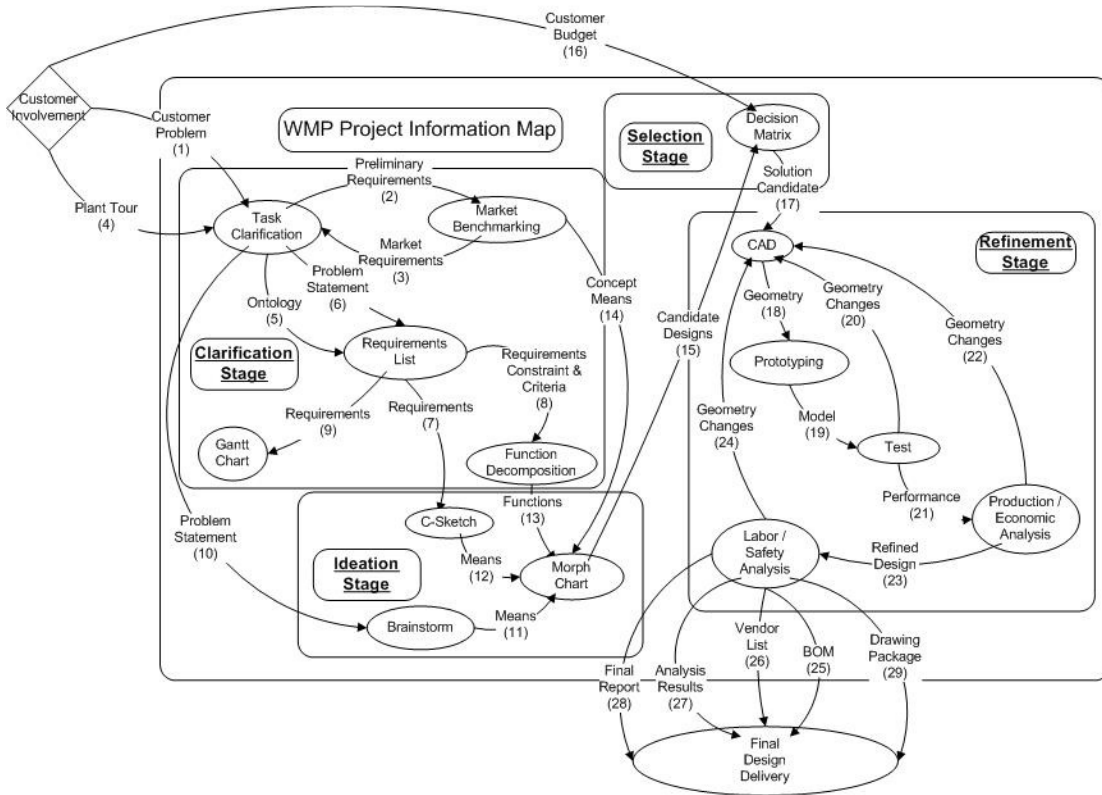 Customer
Budget
(16)
Customer
Involvement
Customer
Problem
(1)
Plant Tour
(4)
WMP Project Information Map
Selection
Stage
Decision
Matrix
Solution
Candidate
(17)
Preliminary
Requirements
(2)
Task
Clarification
Market
Benchmarking
Market
Requirements
(3)
Problem
Statement
(6)
Ontology
(5)
Concept
Means
(14)
Candidate
Designs
(15)
Clarification
Stage
Requirements
List
Requirements
Constraint &
Criteria
(8)
Requirements
(9)
Requirements
(7)
Gantt
Chart
Function
Decomposition
Functions
(13)
Problem
Statement
(10)
Ideation
Stage
C-Sketch
Means
(12)
Morph
Chart
Brainstorm
Means
(11)
Refinement
Stage
CAD
Geometry
(18)
Geometry
Changes
(20)
Geometry
Changes
(22)
Prototyping
Model
(19)
Geometry
Changes
(24)
Test
Performance
(21)
Production /
Economic
Analysis
Labor /
Safety
Analysis
Refined
Design
(23)
Final
Report
(28)
Analysis
Results
(27)
Vendor
List
(26)
BOM
(25)
Drawing
Package
(29)
Final
Design
Delivery